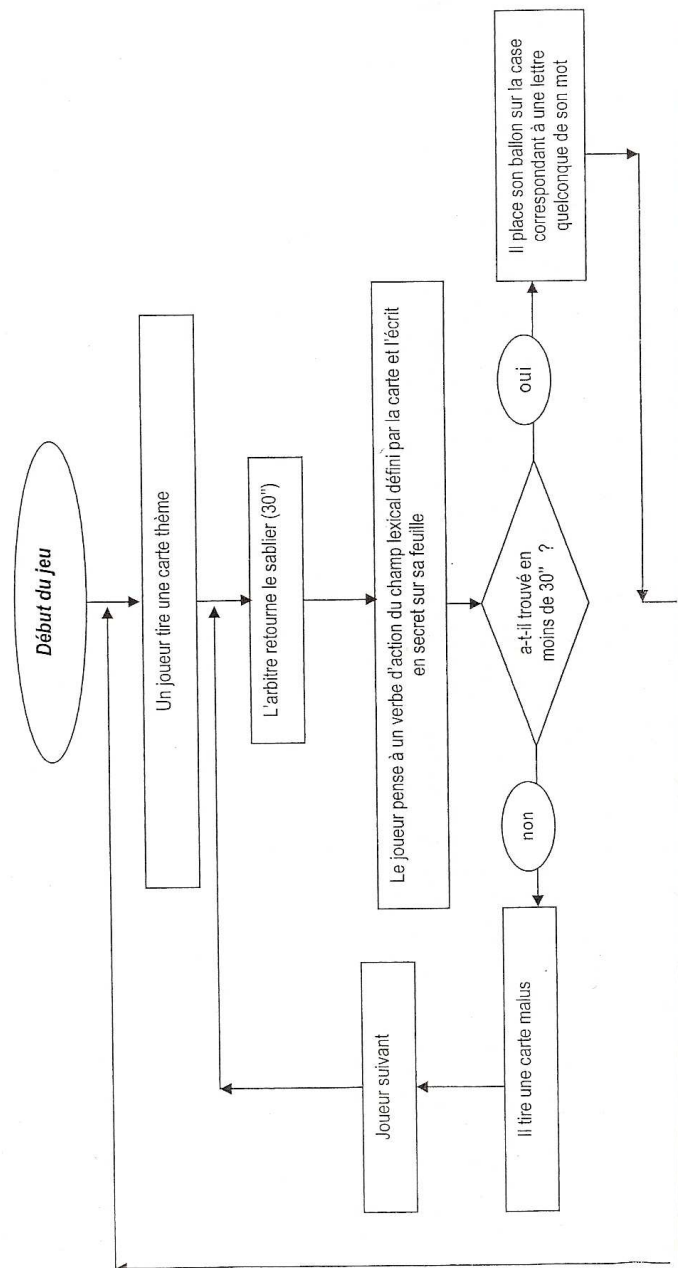 Début du jeu
Un joueur tire une carte thème
L'arbitre retourne le sablier (30")
Le joueur pense à un verbe d'action du champ lexical défini par la carte et l'écrit
en secret sur sa feuille
a-t-il trouvé en
moins de 30" ?
non
oui
Il tire une carte malus
Joueur suivant
Il place son ballon sur la case
correspondant à une lettre
quelconque de son mot